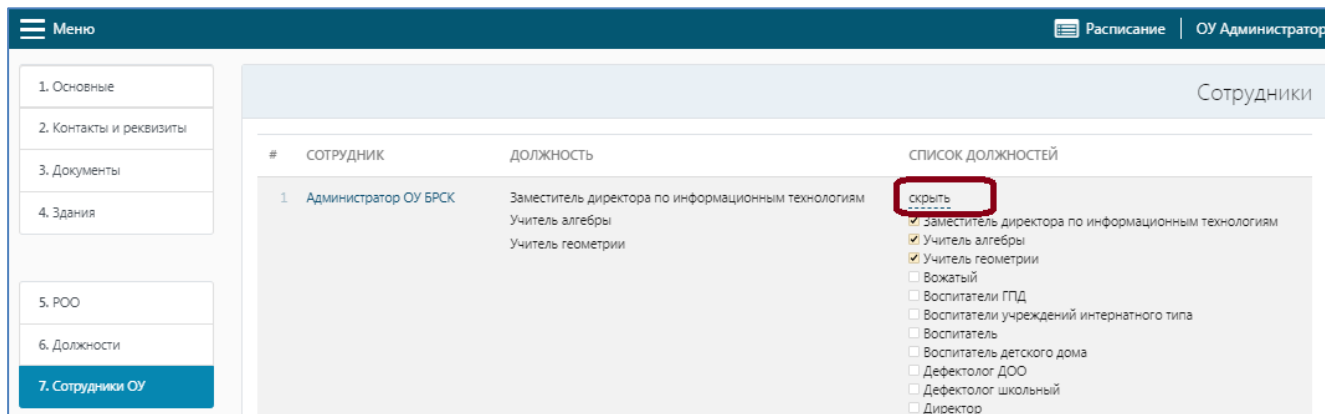 Меню
Расписание
ОУ Администратор
1. Основные
2. Контакты и реквизиты
3. Документы
4. Здания
5. РОО
6. Должности
7. Сотрудники ОУ
Сотрудники
# СОТРУДНИК ДОЛЖНОСТЬ СПИСОК ДОЛЖНОСТЕЙ
1 Администратор ОУ БРСК
Заместитель директора по информационным технологиям
Учитель алгебры
Учитель геометрии
скрыть
Заместитель директора по информационным технологиям
Учитель алгебры
Учитель геометрии
Вожатый
Воспитатели ГПД
Воспитатели учреждений интернатного типа
Воспитатель
Воспитатель детского дома
Дефектолог ДОО
Дефектолог школьный
Директор